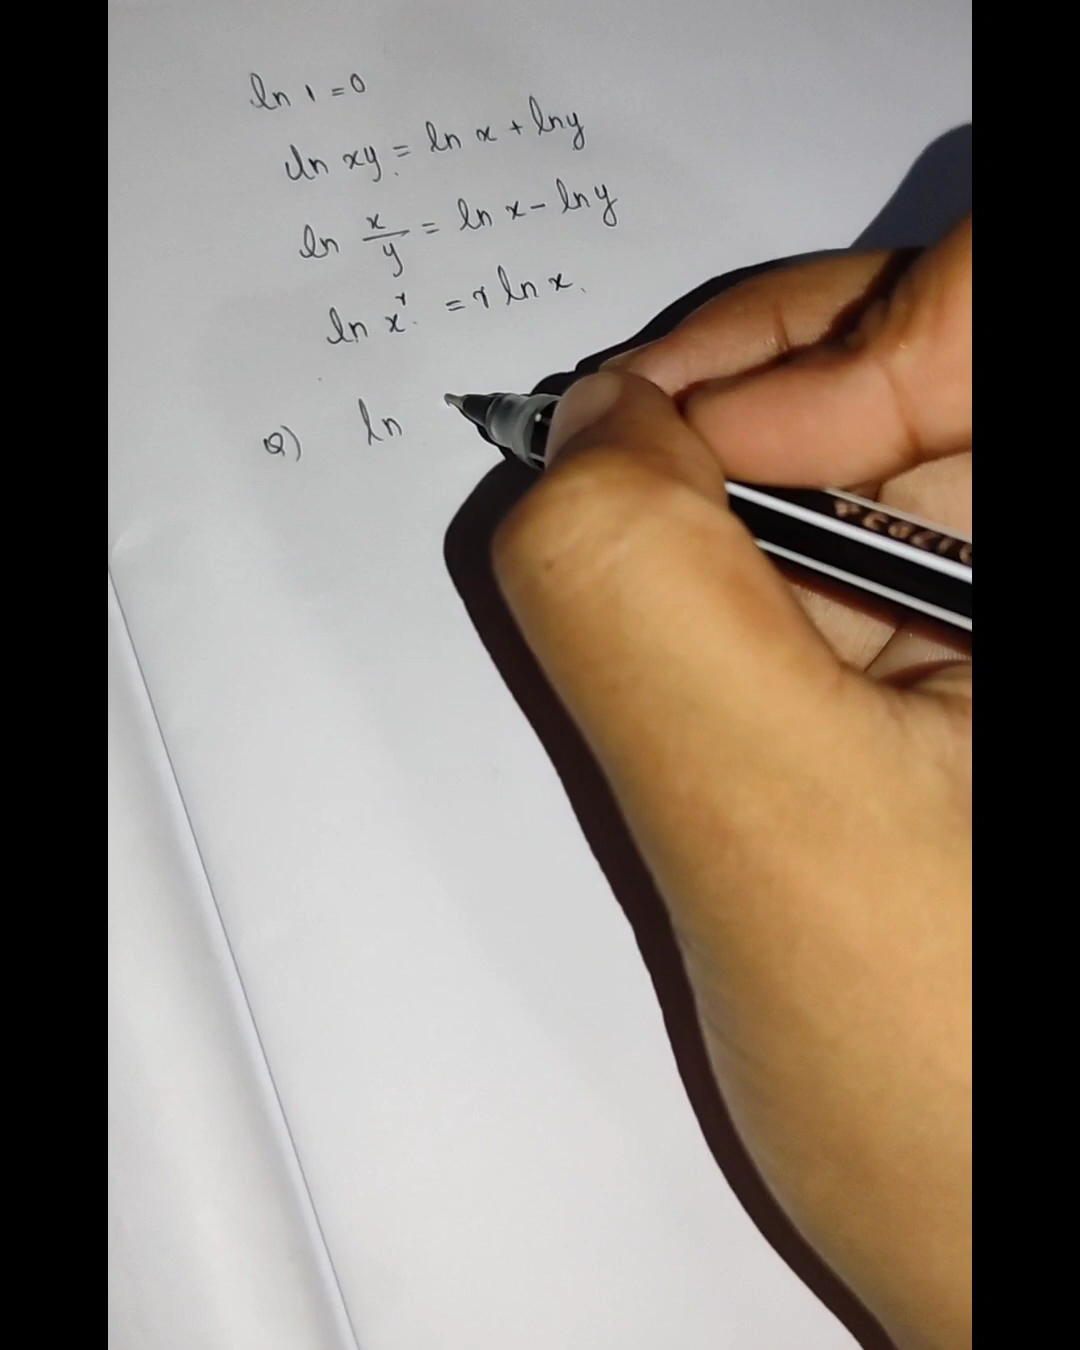 ln 1 = 0
ln xy = ln x + ln y
ln x/y = ln x - ln y
ln x^r = r ln x.
Q) ln